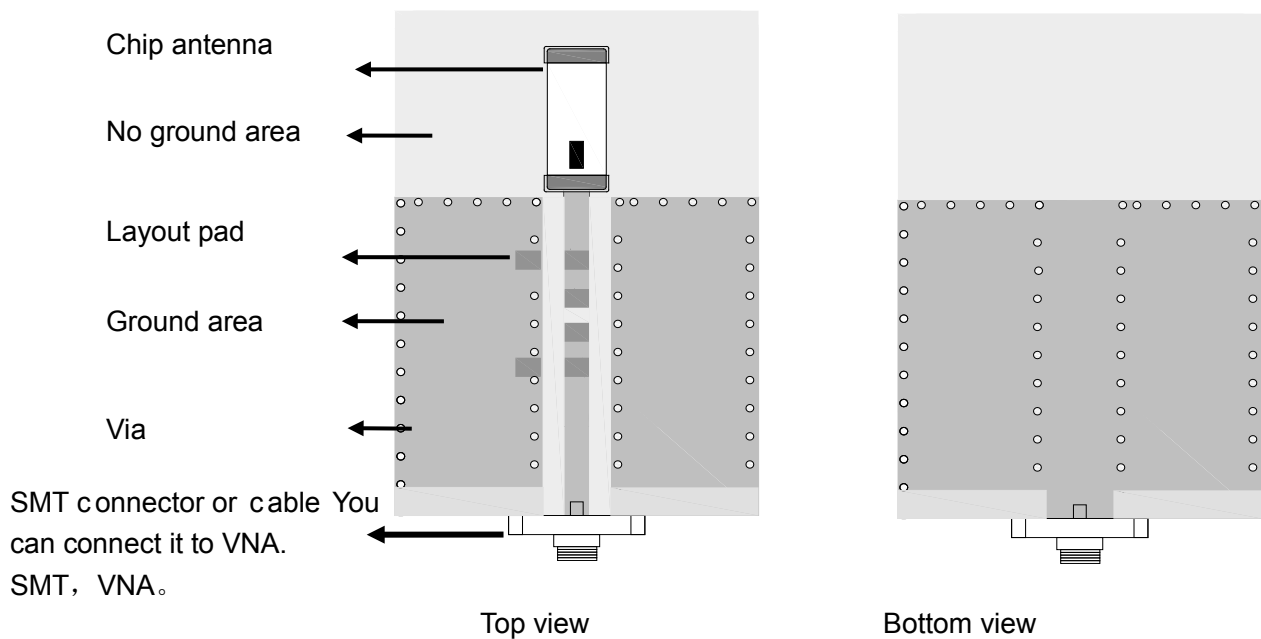 Chip antenna
No ground area
Layout pad
Ground area
Via
SMT connector or cable You
can connect it to VNA.
SMT，VNA。
Top view
Bottom view